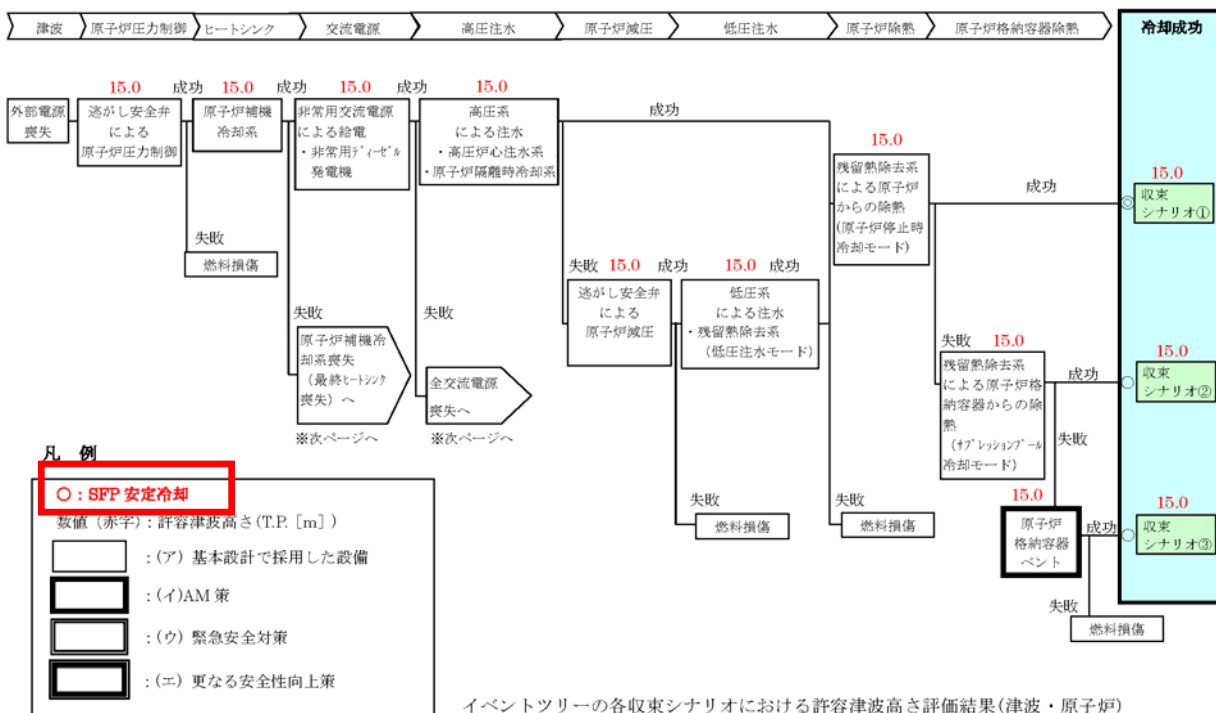 津波
原子炉圧力制御
ヒートシンク
交流電源
高圧注水
原子炉減圧
低圧注水
原子炉除熱
原子炉格納容器除熱
冷却成功
外部電源
喪失
15.0
逃がし安全弁
による
原子炉圧力制御
成功
15.0
原子炉補機
冷却系
成功
15.0
非常用交流電源
による給電
・非常用ﾃﾞｨｰｾﾞﾙ
発電機
成功
15.0
高圧系
による注水
・高圧炉心注水系
・原子炉隔離時冷却系
成功
15.0
残留熱除去系
による原子炉
からの除熱
(原子炉停止時
冷却モード)
成功
15.0
収束
シナリオ①
失敗
燃料損傷
失敗
原子炉補機冷
却系喪失
（最終ﾋｰﾄｼﾝｸ
喪失）へ
※次ページへ
失敗
全交流電源
喪失へ
※次ページへ
失敗
15.0
成功
逃がし安全弁
による
原子炉減圧
15.0
成功
低圧系
による注水
・残留熱除去系
（低圧注水モード）
失敗
燃料損傷
失敗
燃料損傷
失敗
15.0
残留熱除去系
による原子炉格
納容器からの除
熱
（ｻﾌﾟﾚｯｼｮﾝﾌﾟｰﾙ
冷却モード）
成功
15.0
収束
シナリオ②
失敗
15.0
原子炉
格納容器
ベント
成功
15.0
収束
シナリオ③
失敗
燃料損傷
凡 例
○：SFP 安定冷却
数値（赤字）：許容津波高さ(T.P.［m］)
：(ア) 基本設計で採用した設備
：(イ)AM 策
：(ウ) 緊急安全対策
：(エ) 更なる安全性向上策
イベントツリーの各収束シナリオにおける許容津波高さ評価結果(津波・原子炉)